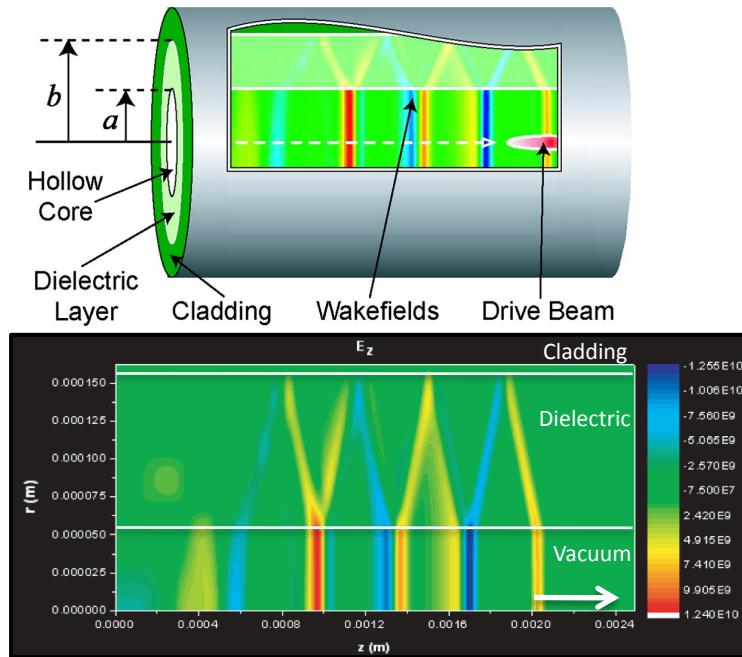 b
a
Hollow
Core
Dielectric
Layer
Cladding
Wakefields
Drive Beam
E_z
Cladding
Dielectric
Vacuum
r (m)
0.000150
0.000125
0.000100
0.000075
0.000050
0.000025
0.000000
0.0000
0.0004
0.0008
0.0012
0.0016
0.0020
0.0024
z (m)
-1.255E10
-1.006E10
-7.560E9
-5.065E9
-2.570E9
-7.500E7
2.420E9
4.915E9
7.410E9
9.905E9
1.240E10